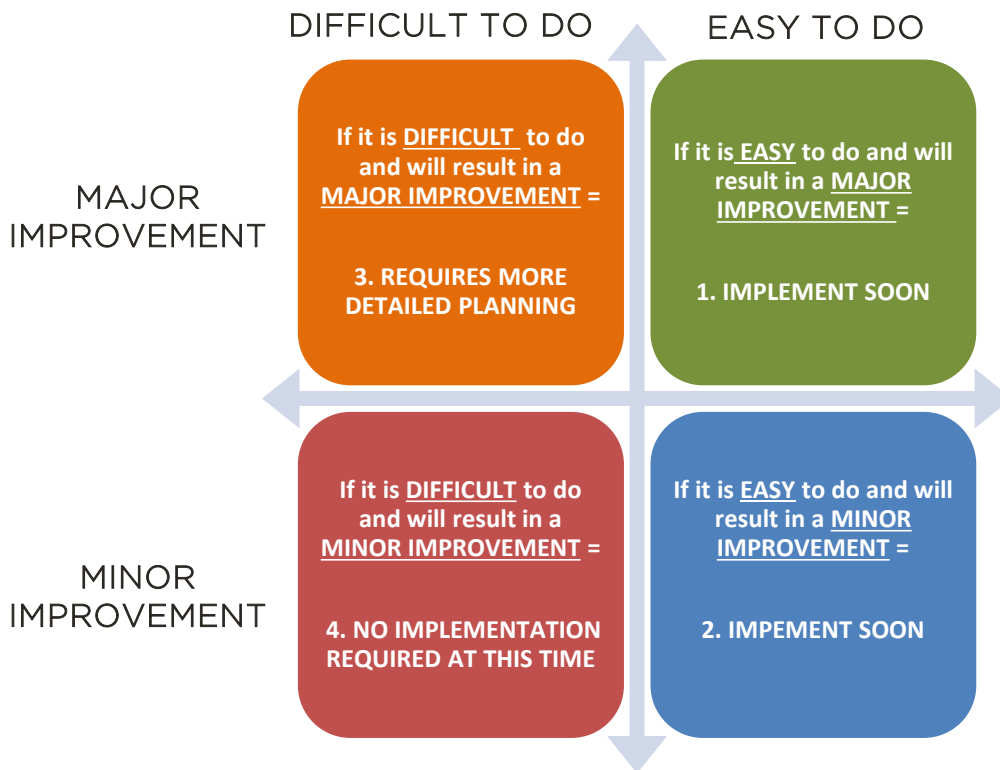 DIFFICULT TO DO
EASY TO DO
MAJOR
IMPROVEMENT
If it is DIFFICULT to do
and will result in a
MAJOR IMPROVEMENT =
3. REQUIRES MORE
DETAILED PLANNING
If it is EASY to do and will
result in a MAJOR
IMPROVEMENT =
1. IMPLEMENT SOON
MINOR
IMPROVEMENT
If it is DIFFICULT to do
and will result in a
MINOR IMPROVEMENT =
4. NO IMPLEMENTATION
REQUIRED AT THIS TIME
If it is EASY to do and will
result in a MINOR
IMPROVEMENT =
2. IMPEMENT SOON